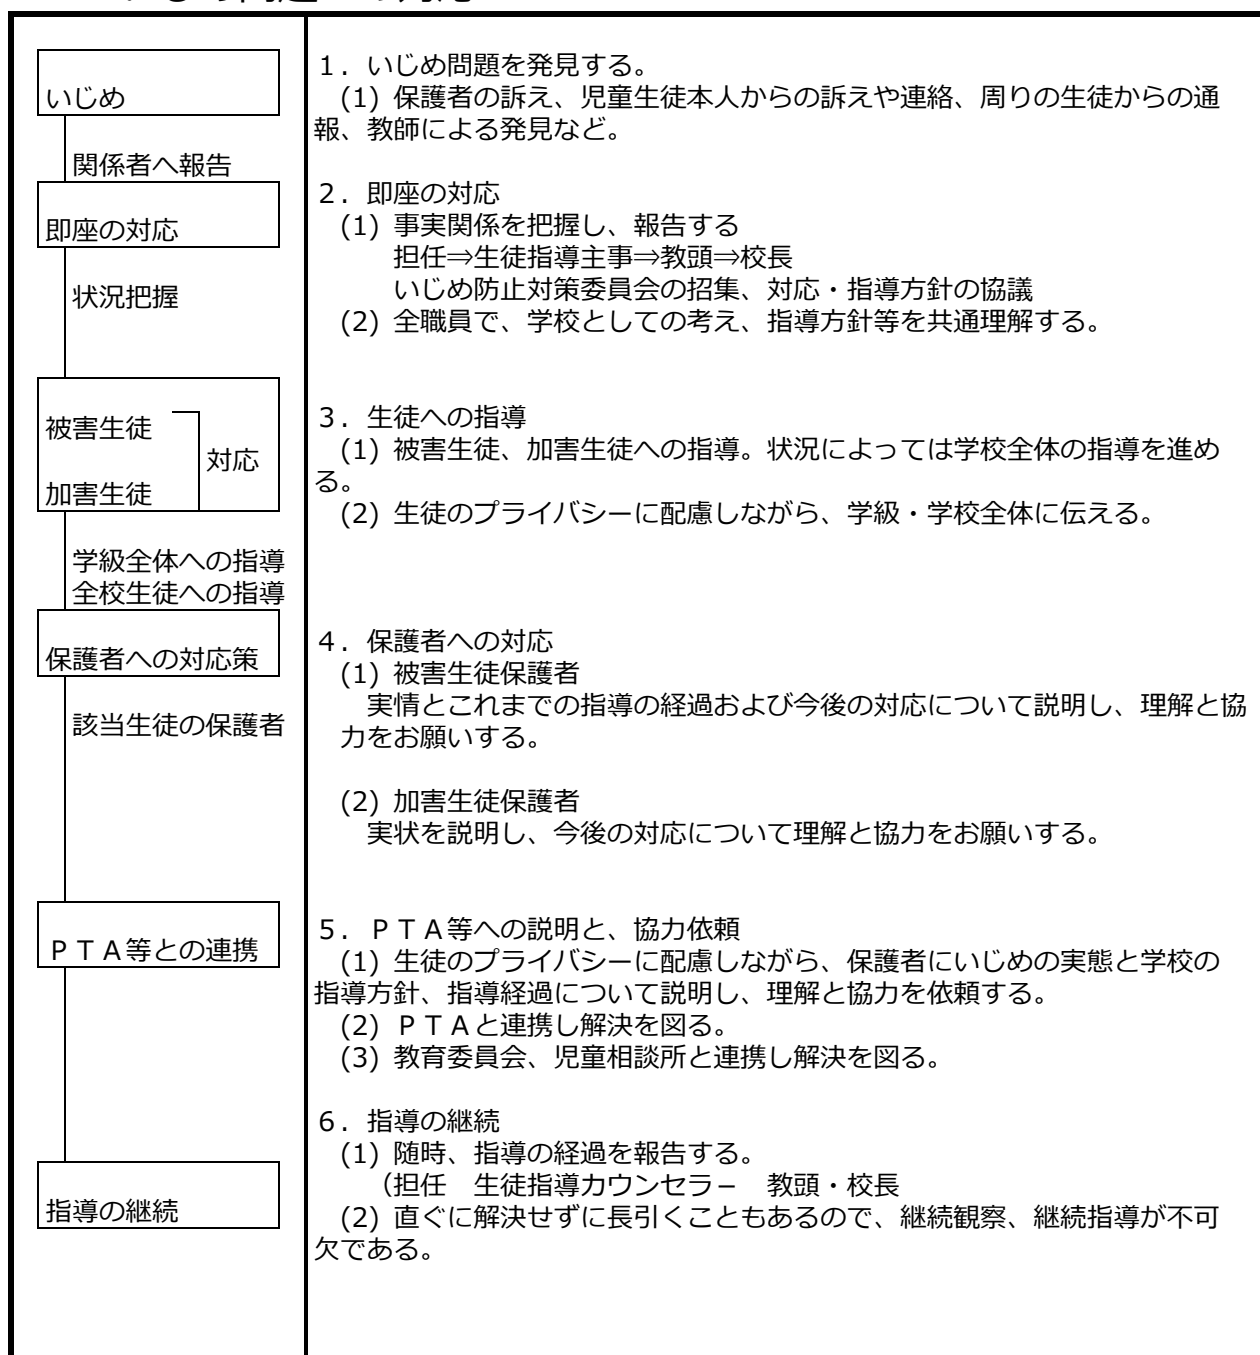 いじめ
関係者へ報告
即座の対応
状況把握
被害生徒
対応
加害生徒
学級全体への指導
全校生徒への指導
保護者への対応策
該当生徒の保護者
ＰＴＡ等との連携
指導の継続
１．いじめ問題を発見する。
(1) 保護者の訴え、児童生徒本人からの訴えや連絡、周りの生徒からの通
報、教師による発見など。
２．即座の対応
(1) 事実関係を把握し、報告する
担任⇒生徒指導主事⇒教頭⇒校長
いじめ防止対策委員会の招集、対応・指導方針の協議
(2) 全職員で、学校としての考え、指導方針等を共通理解する。
３．生徒への指導
(1) 被害生徒、加害生徒への指導。状況によっては学校全体の指導を進め
る。
(2) 生徒のプライバシーに配慮しながら、学級・学校全体に伝える。
４．保護者への対応
(1) 被害生徒保護者
実情とこれまでの指導の経過および今後の対応について説明し、理解と協
力をお願いする。
(2) 加害生徒保護者
実状を説明し、今後の対応について理解と協力をお願いする。
５．ＰＴＡ等への説明と、協力依頼
(1) 生徒のプライバシーに配慮しながら、保護者にいじめの実態と学校の
指導方針、指導経過について説明し、理解と協力を依頼する。
(2) ＰＴＡと連携し解決を図る。
(3) 教育委員会、児童相談所と連携し解決を図る。
６．指導の継続
(1) 随時、指導の経過を報告する。
（担任　生徒指導カウンセラ－　教頭・校長
(2) 直ぐに解決せずに長引くこともあるので、継続観察、継続指導が不可
欠である。